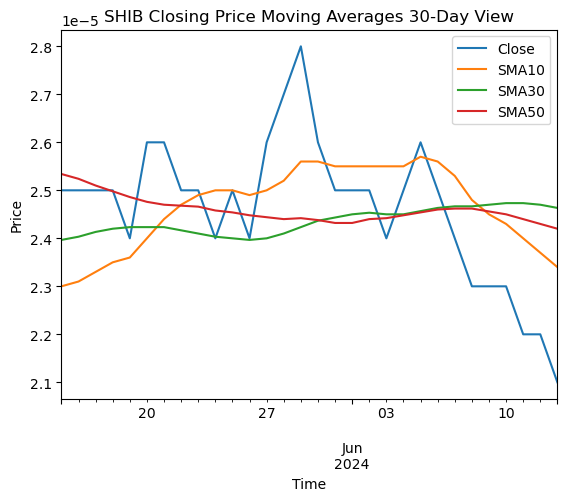 SHIB Closing Price Moving Averages 30-Day View
1e−5
Close
SMA10
SMA30
SMA50
2.8
2.7
2.6
2.5
2.4
2.3
2.2
2.1
Price
20
27
03
10
Jun
2024
Time